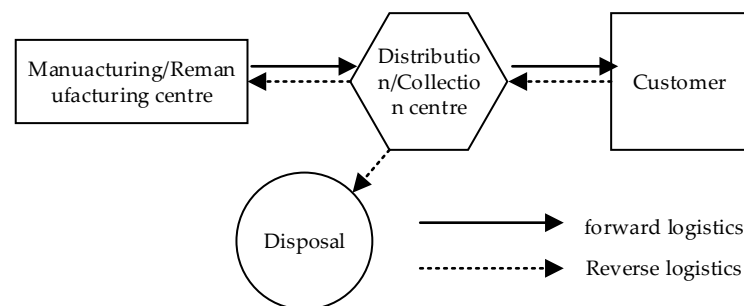 Manuacturing/Reman
ufacturing centre
Distributio
n/Collectio
n centre
Customer
Disposal
forward logistics
Reverse logistics